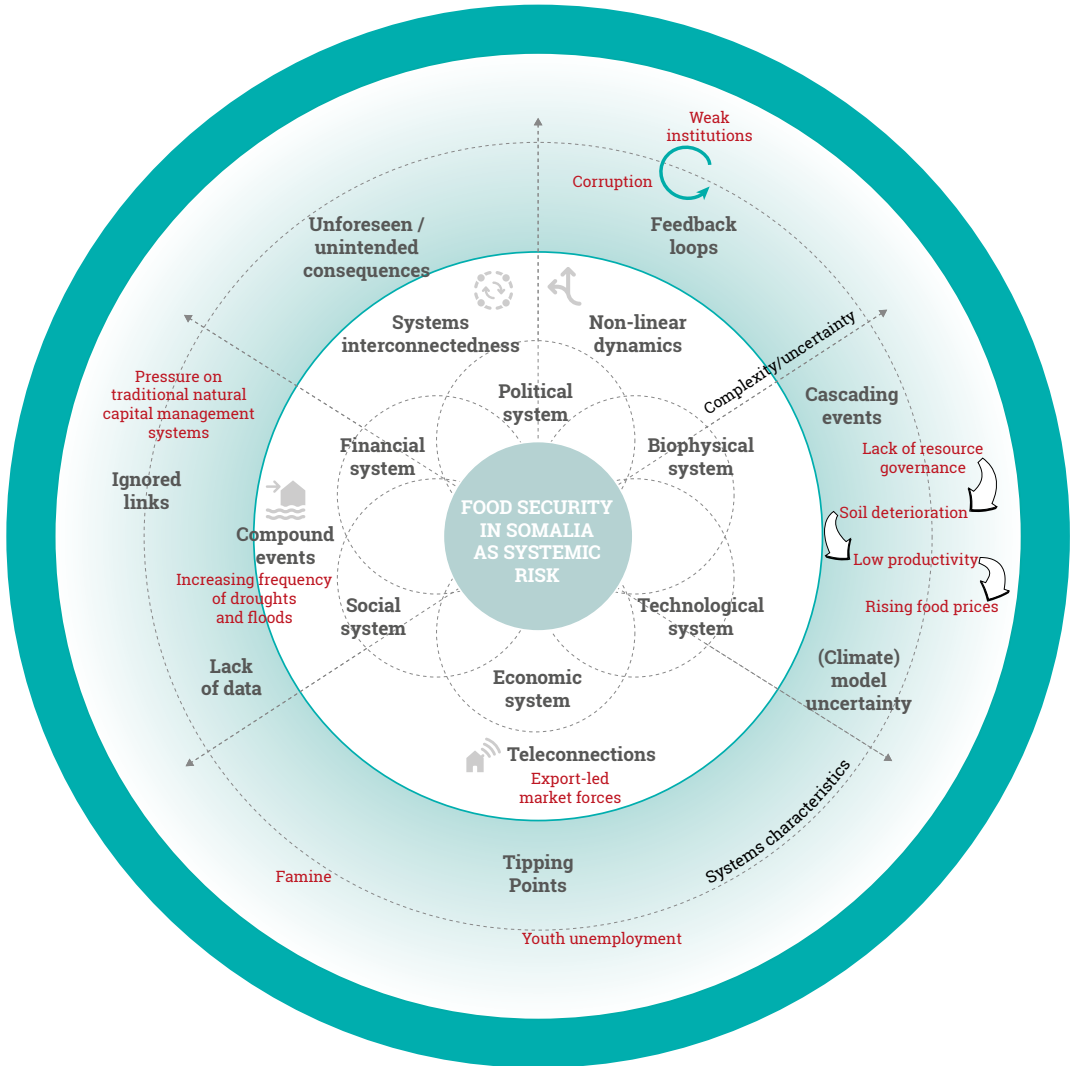 Weak
institutions
Corruption
Feedback
loops
Unforeseen /
unintended
consequences
Systems
interconnectedness
Non-linear
dynamics
Complexity/uncertainty
Political
system
Cascading
events
Pressure on
traditional natural
capital management
systems
Financial
system
Biophysical
system
Lack of resource
governance
Ignored
links
FOOD SECURITY
IN SOMALIA
AS SYSTEMIC
RISK
Soil deterioration
Compound
events
Low productivity
Increasing frequency
of droughts
and floods
Rising food prices
Social
system
Technological
system
Lack
of data
(Climate)
model
uncertainty
Economic
system
Teleconnections
Export-led
market forces
Systems characteristics
Tipping
Points
Famine
Youth unemployment